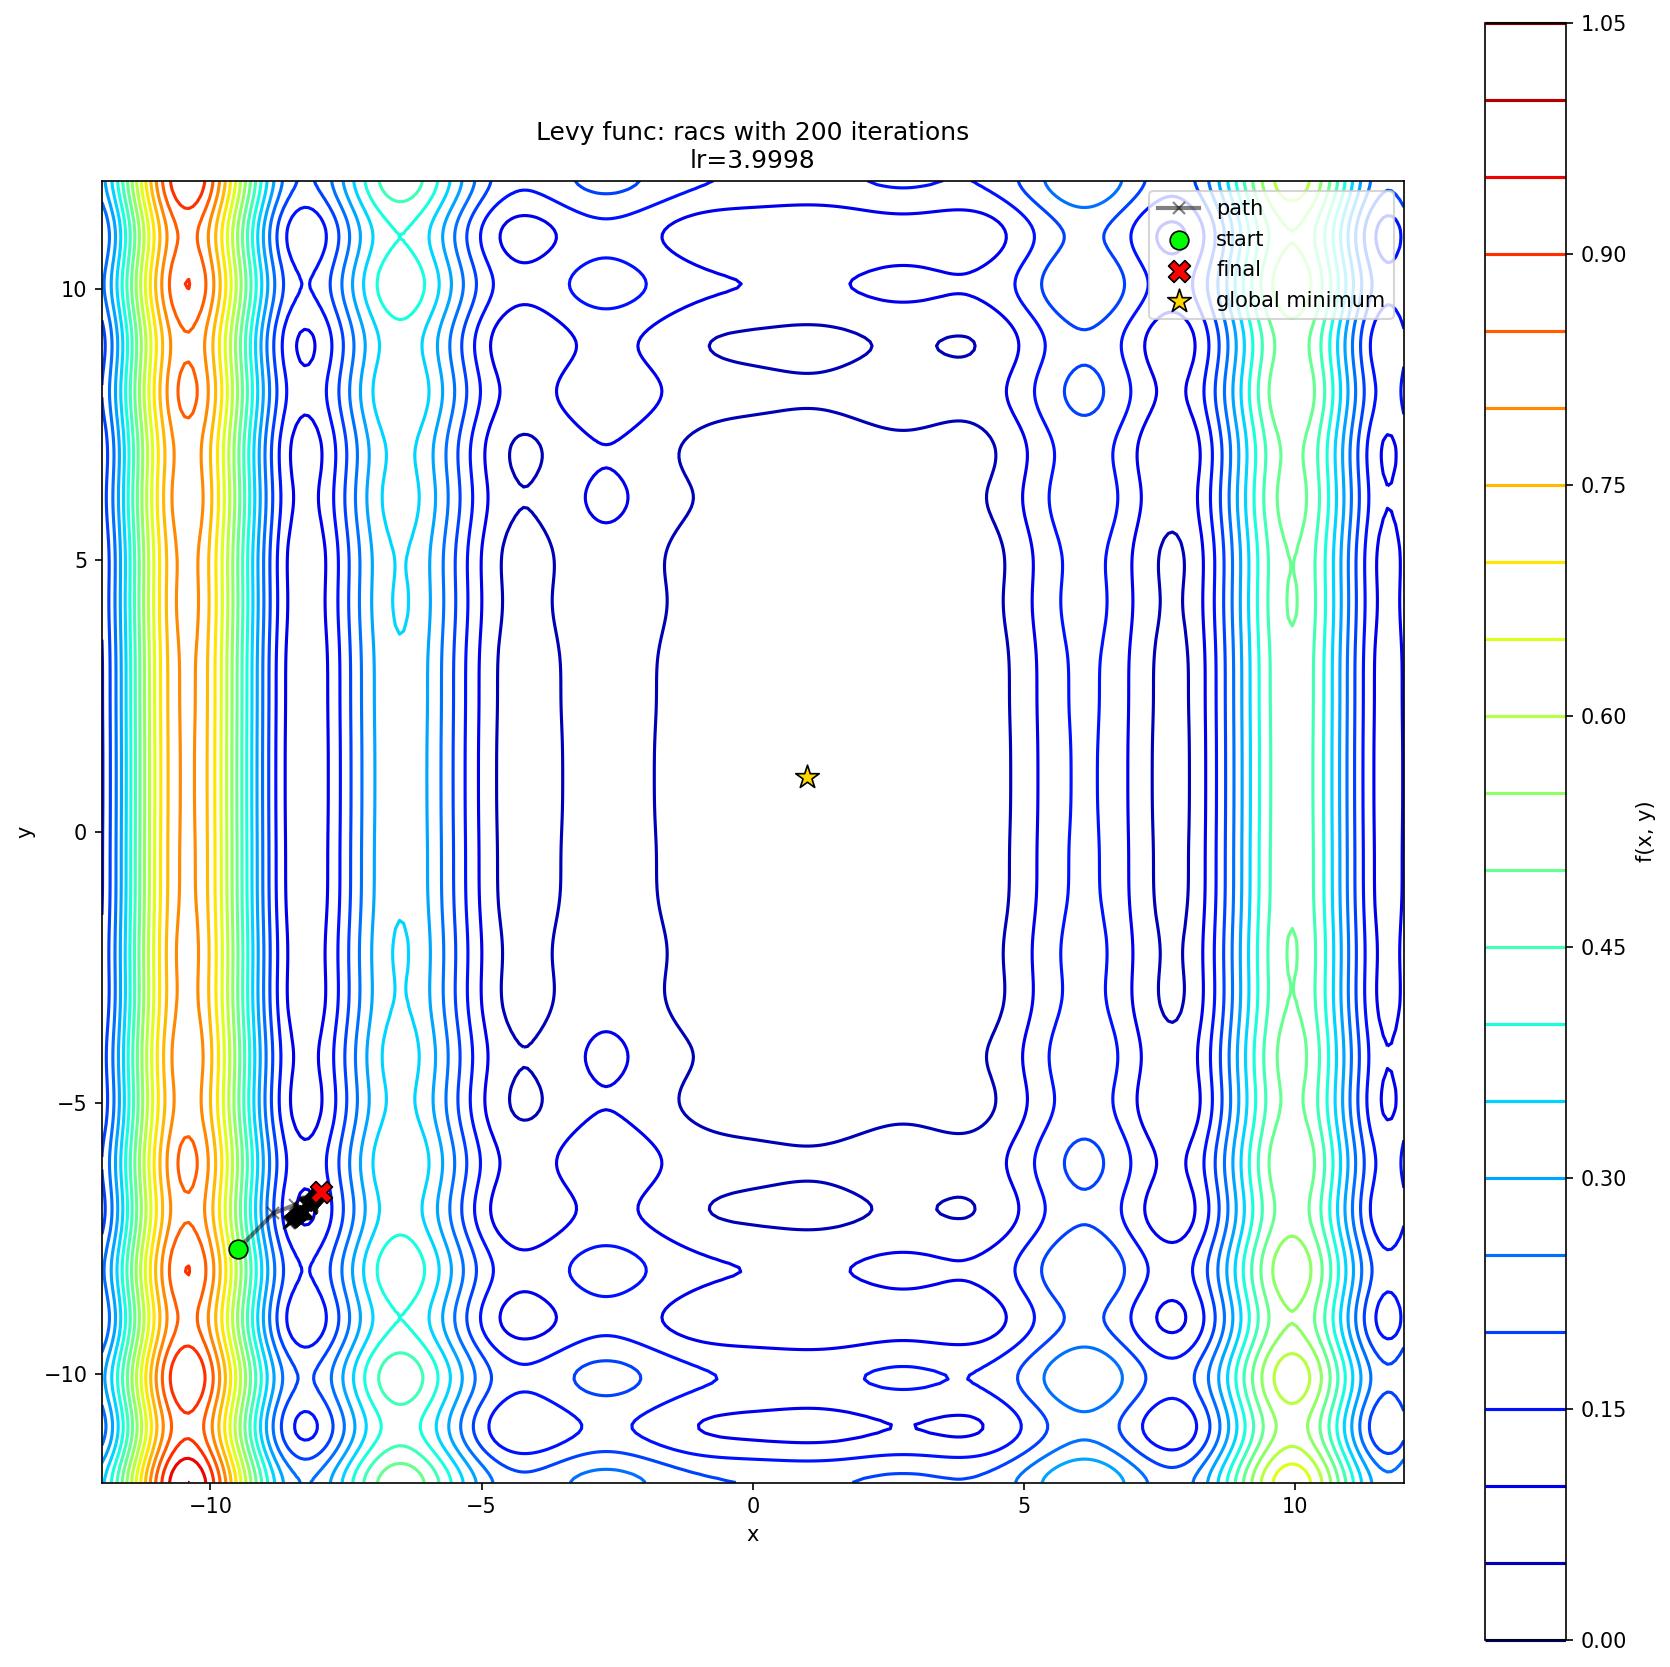 Levy func: racs with 200 iterations
lr=3.9998
path
start
final
global minimum
10
5
0
−5
−10
y
−10
−5
0
5
10
x
1.05
0.90
0.75
0.60
0.45
0.30
0.15
0.00
f(x, y)